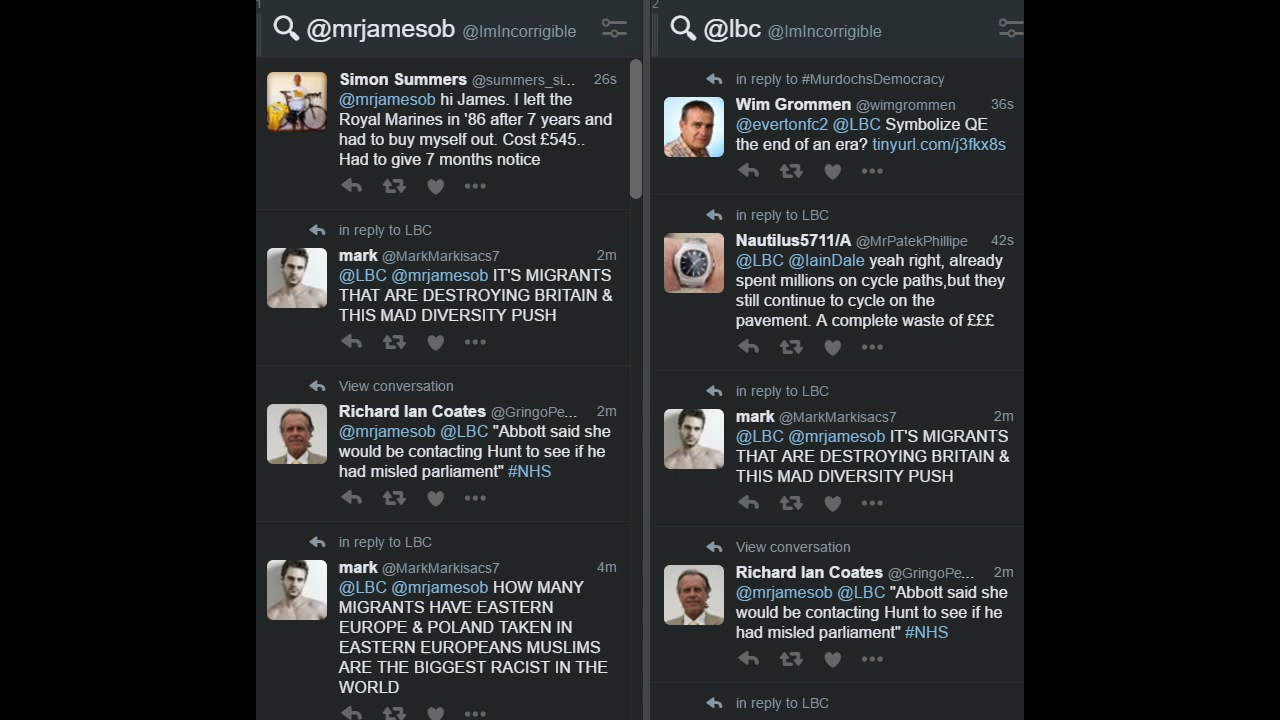 1
@mrjamesob @ImIncorrigible
Simon Summers @summers_si... 26s
@mrjamesob hi James. I left the
Royal Marines in '86 after 7 years and
had to buy myself out. Cost £545..
Had to give 7 months notice
in reply to LBC
mark @MarkMarkisacs7 2m
@LBC @mrjamesob IT'S MIGRANTS
THAT ARE DESTROYING BRITAIN &
THIS MAD DIVERSITY PUSH
View conversation
Richard Ian Coates @GringoPe... 2m
@mrjamesob @LBC "Abbott said she
would be contacting Hunt to see if he
had misled parliament" #NHS
in reply to LBC
mark @MarkMarkisacs7 4m
@LBC @mrjamesob HOW MANY
MIGRANTS HAVE EASTERN
EUROPE & POLAND TAKEN IN
EASTERN EUROPEANS MUSLIMS
ARE THE BIGGEST RACIST IN THE
WORLD
2
@lbc @ImIncorrigible
in reply to #MurdochsDemocracy
Wim Grommen @wimgrommen 36s
@evertonfc2 @LBC Symbolize QE
the end of an era? tinyurl.com/j3fkx8s
in reply to LBC
Nautilus5711/A @MrPatekPhillipe 42s
@LBC @IainDale yeah right, already
spent millions on cycle paths,but they
still continue to cycle on the
pavement. A complete waste of £££
in reply to LBC
mark @MarkMarkisacs7 2m
@LBC @mrjamesob IT'S MIGRANTS
THAT ARE DESTROYING BRITAIN &
THIS MAD DIVERSITY PUSH
View conversation
Richard Ian Coates @GringoPe... 2m
@mrjamesob @LBC "Abbott said she
would be contacting Hunt to see if he
had misled parliament" #NHS
in reply to LBC